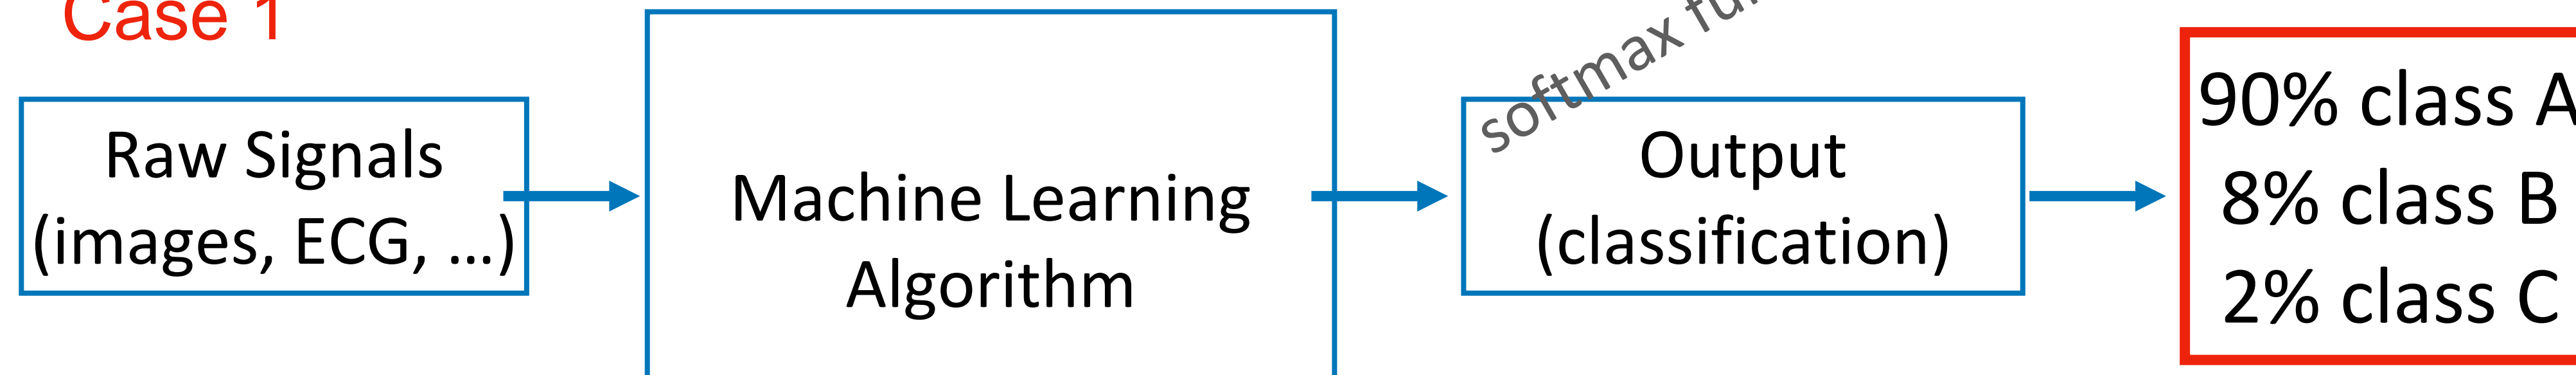 Case 1
softmax
Raw Signals
(images, ECG, ...)
Machine Learning
Algorithm
Output
(classification)
90% class A
8% class B
2% class C